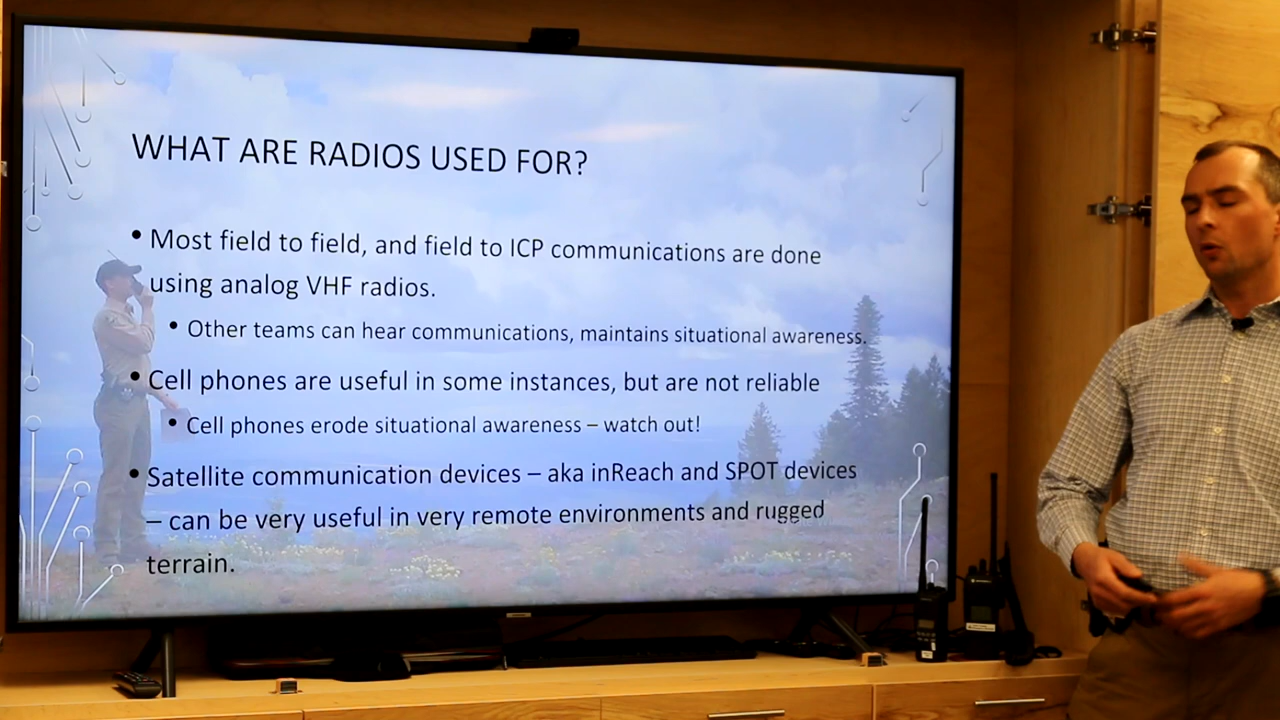 WHAT ARE RADIOS USED FOR?
• Most field to field, and field to ICP communications are done
using analog VHF radios.
• Other teams can hear communications, maintains situational awareness.
• Cell phones are useful in some instances, but are not reliable
• Cell phones erode situational awareness – watch out!
• Satellite communication devices – aka inReach and SPOT devices
– can be very useful in very remote environments and rugged
terrain.